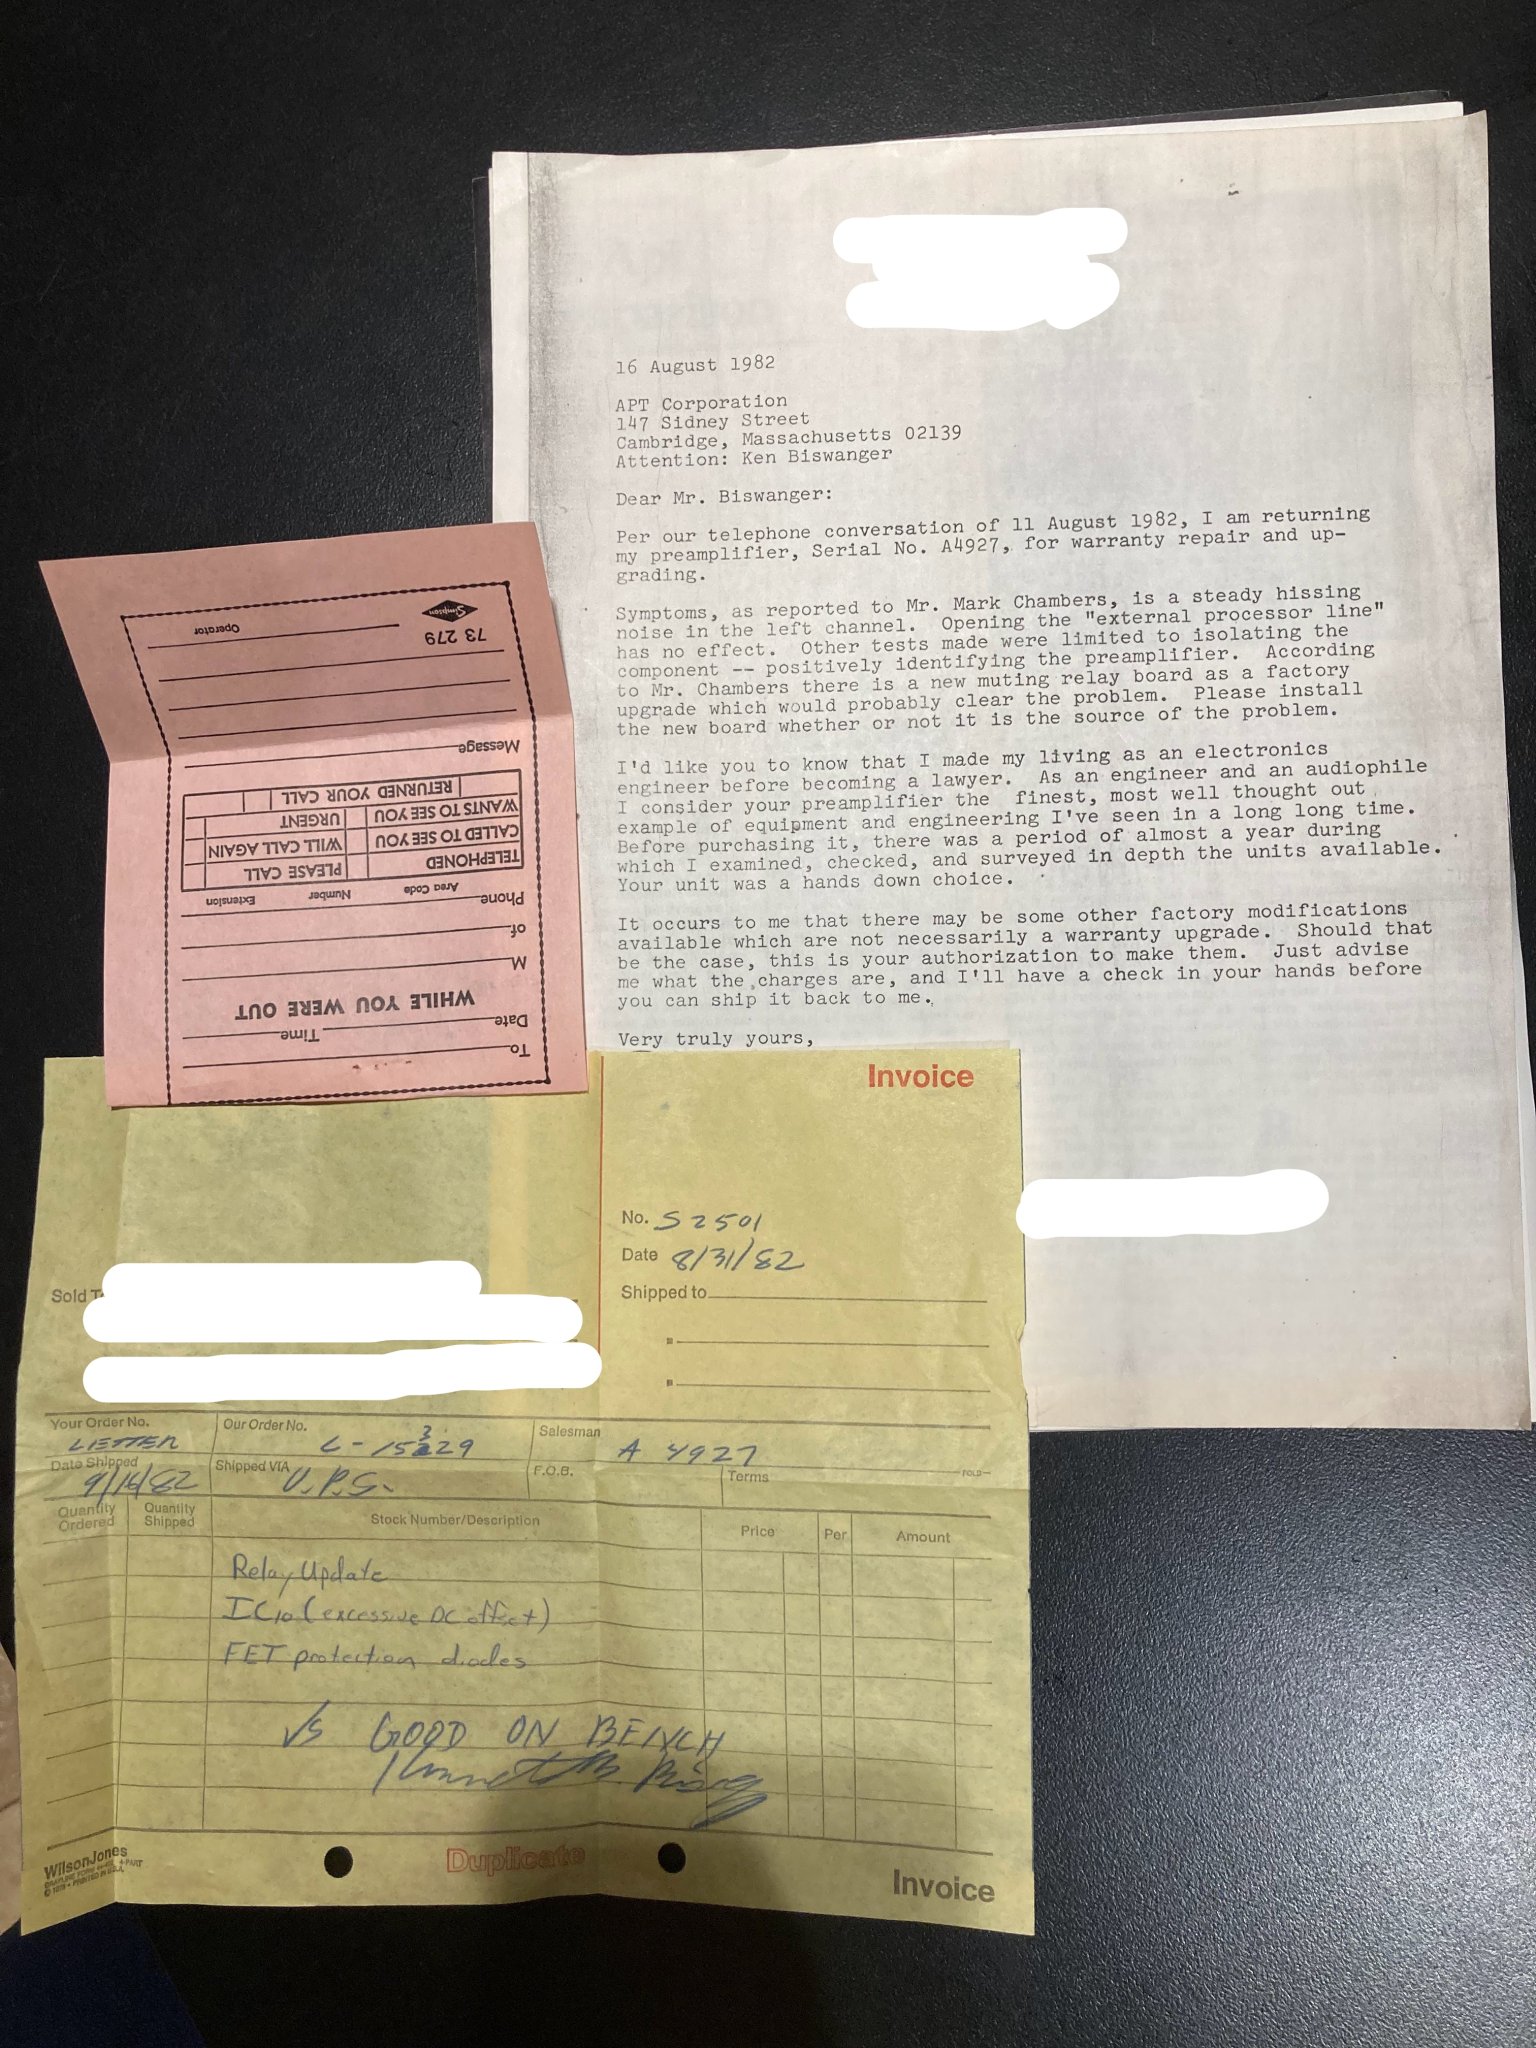 16 August 1982
APT Corporation
147 Sidney Street
Cambridge, Massachusetts 02139
Attention: Ken Biswanger
Dear Mr. Biswanger:
Per our telephone conversation of 11 August 1982, I am returning
my preamplifier, Serial No. A4927, for warranty repair and up-
grading.
Symptoms, as reported to Mr. Mark Chambers, is a steady hissing
noise in the left channel. Opening the "external processor line"
has no effect. Other tests made were limited to isolating the
component -- positively identifying the preamplifier. According
to Mr. Chambers there is a new muting relay board as a factory
upgrade which would probably clear the problem. Please install
the new board whether or not it is the source of the problem.
I'd like you to know that I made my living as an electronics
engineer before becoming a lawyer. As an engineer and an audiophile
I consider your preamplifier the finest, most well thought out
example of equipment and engineering I've seen in a long long time.
Before purchasing it, there was a period of almost a year during
which I examined, checked, and surveyed in depth the units available.
Your unit was a hands down choice.
It occurs to me that there may be some other factory modifications
available which are not necessarily a warranty upgrade. Should that
be the case, this is your authorization to make them. Just advise
me what the charges are, and I'll have a check in your hands before
you can ship it back to me.
Very truly yours,
To
Date Time
WHILE YOU WERE OUT
M
of
Phone
Area Code Number Extension
TELEPHONED PLEASE CALL
CALLED TO SEE YOU WILL CALL AGAIN
WANTS TO SEE YOU URGENT
RETURNED YOUR CALL
Message
Operator
Simpson
73 279
Invoice
No. S2501
Date 8/31/82
Sold T
Shipped to
Your Order No. LETTER
Our Order No.
Salesman A 4927
Date Shipped
Shipped VIA U.P.S.
F.O.B.
Terms
FOLD
Quantity Ordered
Quantity Shipped
Stock Number/Description
Price
Per
Amount
Relay Update
IC10 (excessive DC offset)
FET protection diodes
GOOD ON BENCH
WilsonJones
4-PART
PRINTED IN U.S.A.
Duplicate
Invoice